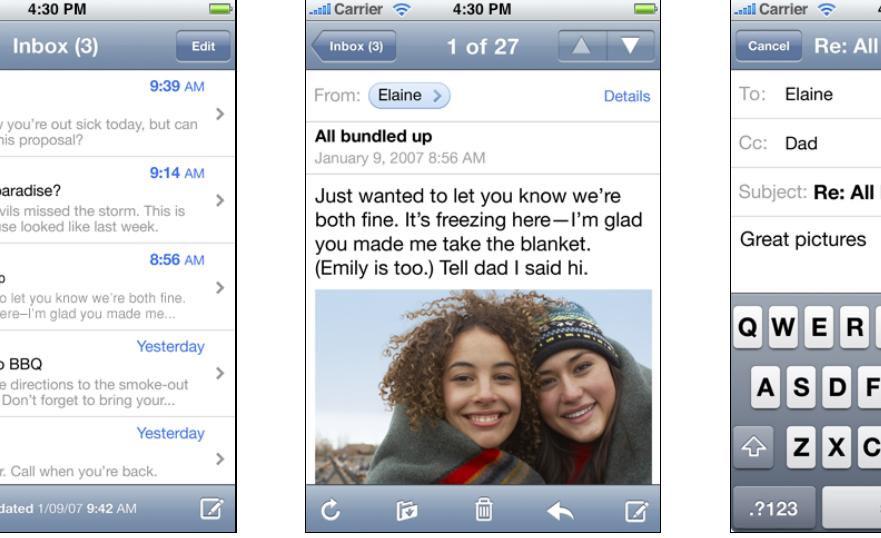 4:30 PM
Inbox (3)
Edit
9:39 AM
you're out sick today, but can
his proposal?
9:14 AM
paradise?
vils missed the storm. This is
use looked like last week.
8:56 AM
o let you know we're both fine.
ere–I'm glad you made me...
Yesterday
BBQ
e directions to the smoke-out
Don't forget to bring your...
Yesterday
r. Call when you're back.
dated 1/09/07 9:42 AM
Carrier 4:30 PM
Inbox (3)
1 of 27
From: Elaine
Details
All bundled up
January 9, 2007 8:56 AM
Just wanted to let you know we're
both fine. It's freezing here—I'm glad
you made me take the blanket.
(Emily is too.) Tell dad I said hi.
Carrier 4
Cancel
Re: All
To: Elaine
Cc: Dad
Subject: Re: All
Great pictures
Q W E R
A S D F
Z X C
.?123